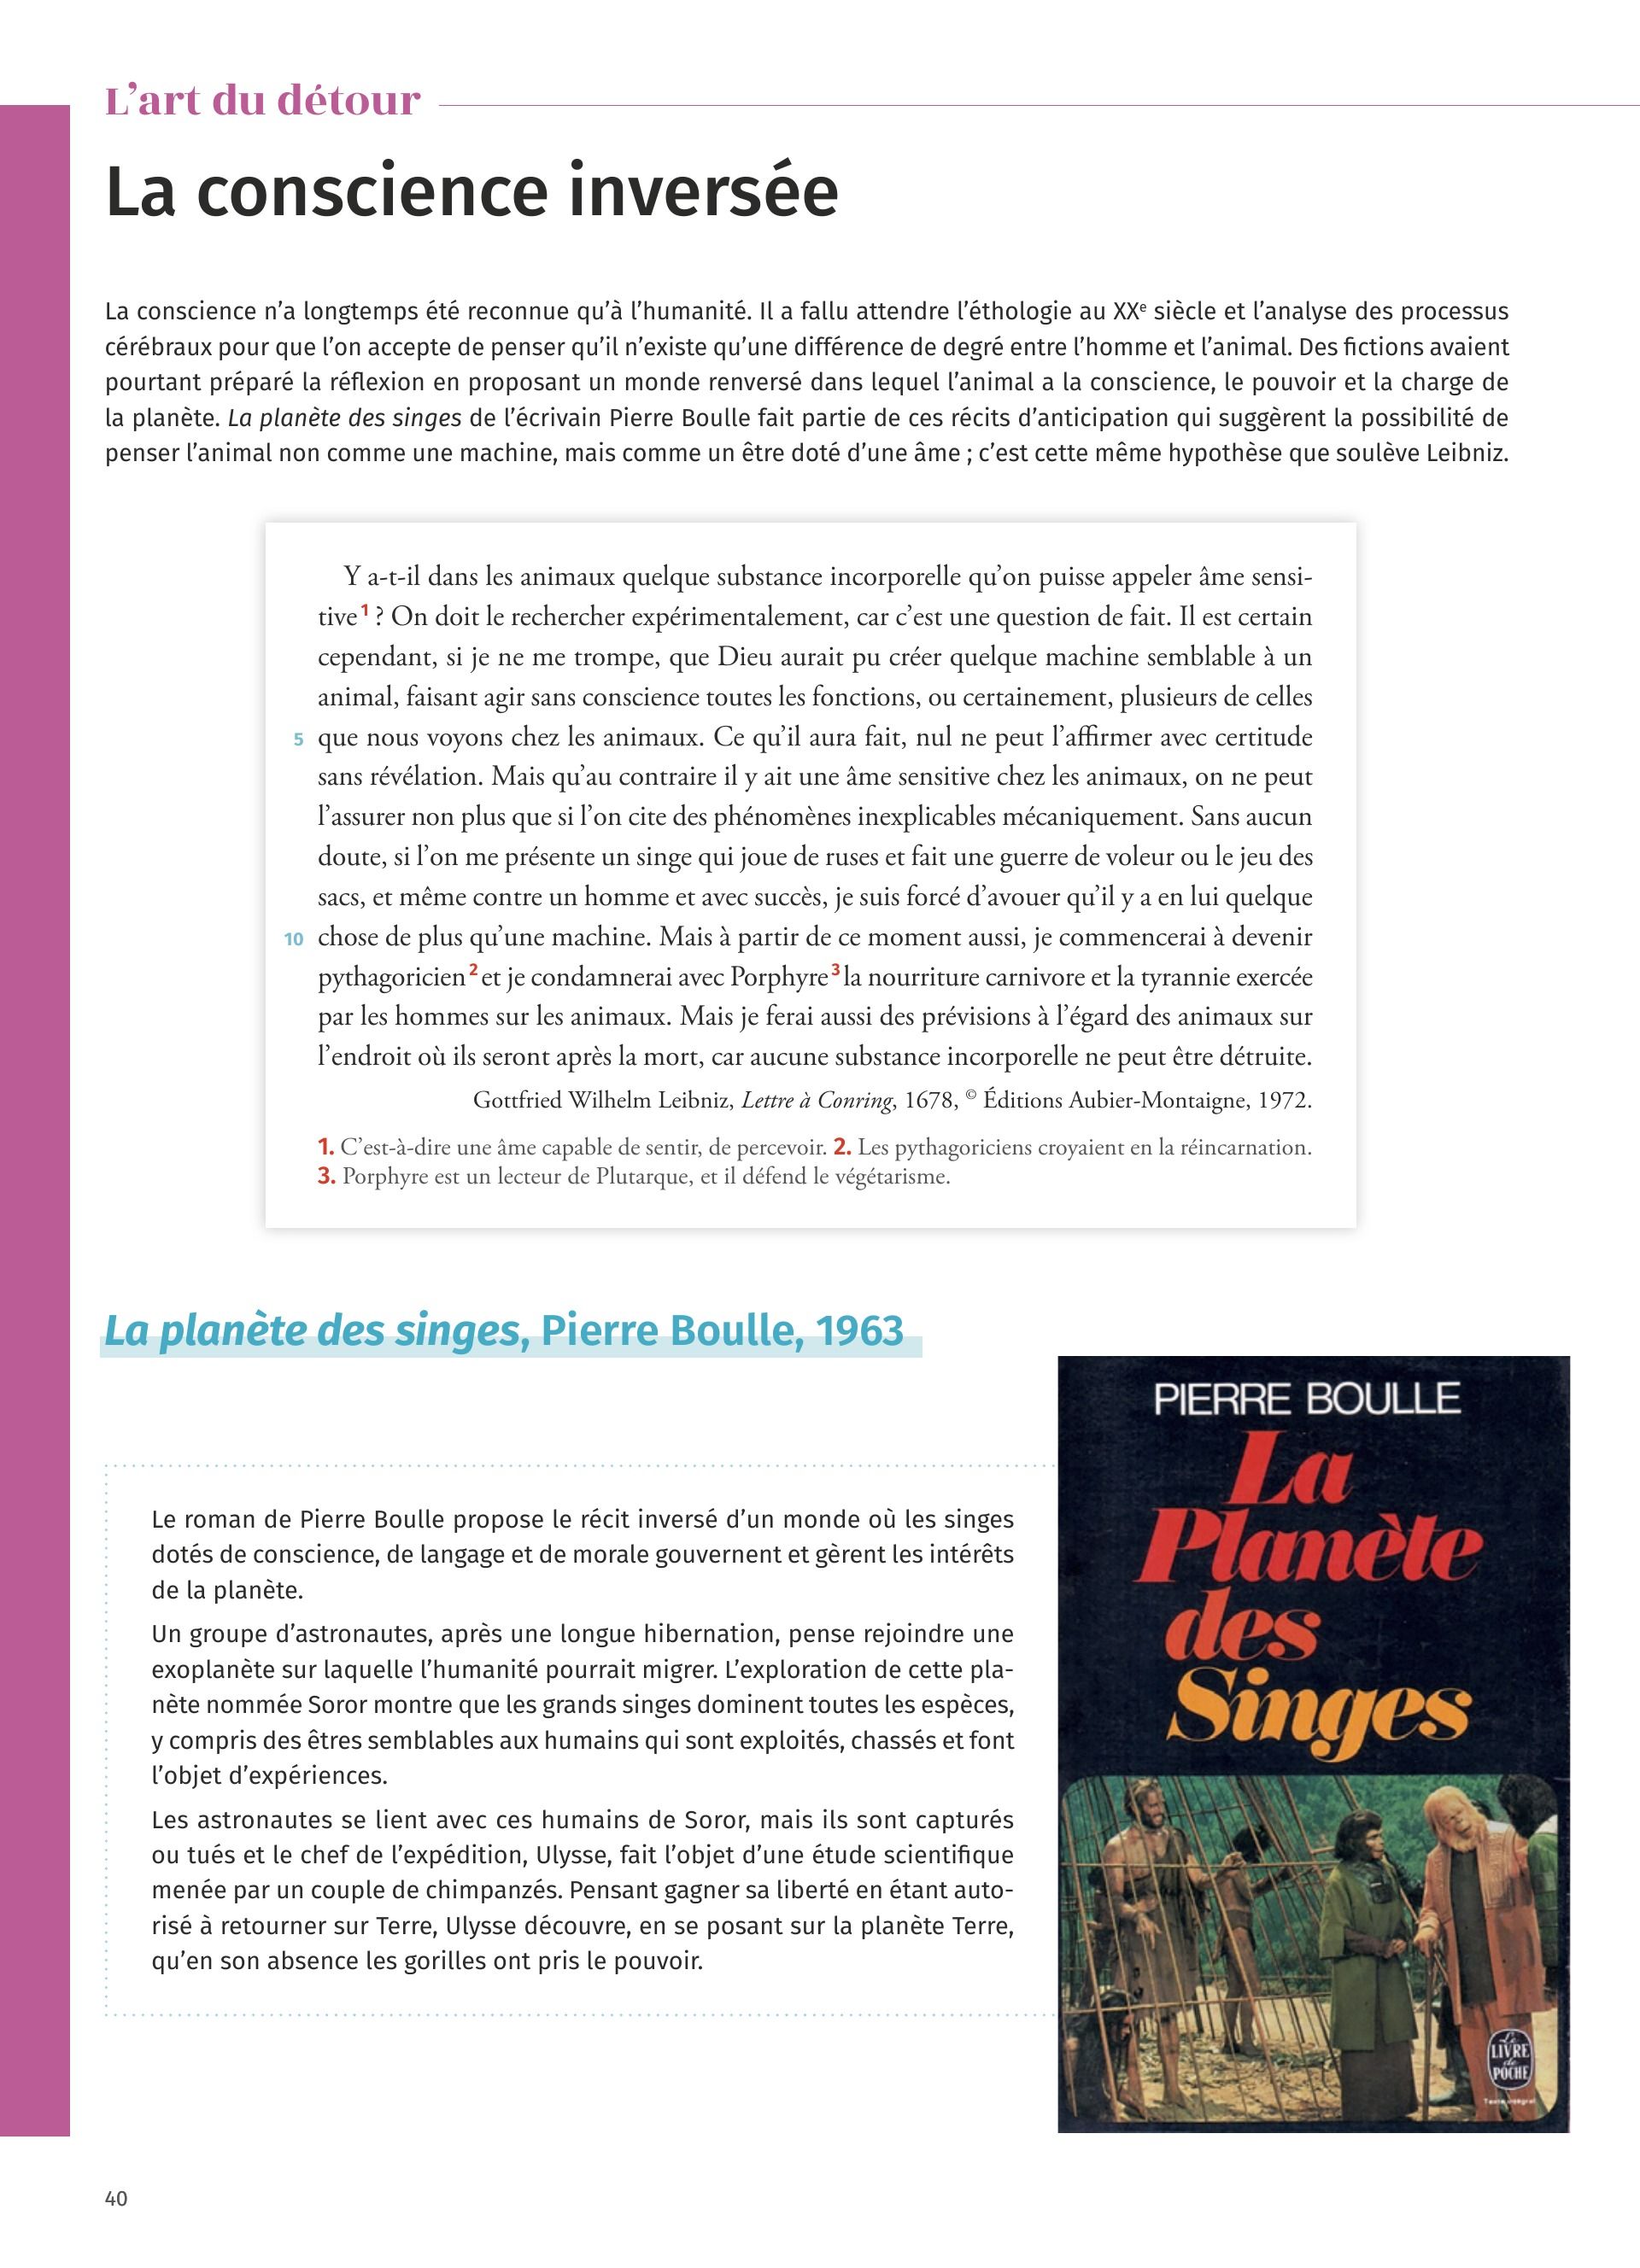 L'art du détour
La conscience inversée
La conscience n'a longtemps été reconnue qu'à l'humanité. Il a fallu attendre l'éthologie au XXe siècle et l'analyse des processus
cérébraux pour que l'on accepte de penser qu'il n'existe qu'une différence de degré entre l'homme et l'animal. Des fictions avaient
pourtant préparé la réflexion en proposant un monde renversé dans lequel l'animal a la conscience, le pouvoir et la charge de
la planète. La planète des singes de l'écrivain Pierre Boulle fait partie de ces récits d'anticipation qui suggèrent la possibilité de
penser l'animal non comme une machine, mais comme un être doté d'une âme ; c'est cette même hypothèse que soulève Leibniz.
Y a-t-il dans les animaux quelque substance incorporelle qu'on puisse appeler âme sensi-
tive1 ? On doit le rechercher expérimentalement, car c'est une question de fait. Il est certain
cependant, si je ne me trompe, que Dieu aurait pu créer quelque machine semblable à un
animal, faisant agir sans conscience toutes les fonctions, ou certainement, plusieurs de celles
5 que nous voyons chez les animaux. Ce qu'il aura fait, nul ne peut l'affirmer avec certitude
sans révélation. Mais qu'au contraire il y ait une âme sensitive chez les animaux, on ne peut
l'assurer non plus que si l'on cite des phénomènes inexplicables mécaniquement. Sans aucun
doute, si l'on me présente un singe qui joue de ruses et fait une guerre de voleur ou le jeu des
sacs, et même contre un homme et avec succès, je suis forcé d'avouer qu'il y a en lui quelque
10 chose de plus qu'une machine. Mais à partir de ce moment aussi, je commencerai à devenir
pythagoricien2 et je condamnerai avec Porphyre3 la nourriture carnivore et la tyrannie exercée
par les hommes sur les animaux. Mais je ferai aussi des prévisions à l'égard des animaux sur
l'endroit où ils seront après la mort, car aucune substance incorporelle ne peut être détruite.
Gottfried Wilhelm Leibniz, Lettre à Conring, 1678, © Éditions Aubier-Montaigne, 1972.
1. C'est-à-dire une âme capable de sentir, de percevoir. 2. Les pythagoriciens croyaient en la réincarnation.
3. Porphyre est un lecteur de Plutarque, et il défend le végétarisme.
La planète des singes, Pierre Boulle, 1963
Le roman de Pierre Boulle propose le récit inversé d'un monde où les singes
dotés de conscience, de langage et de morale gouvernent et gèrent les intérêts
de la planète.
Un groupe d'astronautes, après une longue hibernation, pense rejoindre une
exoplanète sur laquelle l'humanité pourrait migrer. L'exploration de cette pla-
nète nommée Soror montre que les grands singes dominent toutes les espèces,
y compris des êtres semblables aux humains qui sont exploités, chassés et font
l'objet d'expériences.
Les astronautes se lient avec ces humains de Soror, mais ils sont capturés
ou tués et le chef de l'expédition, Ulysse, fait l'objet d'une étude scientifique
menée par un couple de chimpanzés. Pensant gagner sa liberté en étant auto-
risé à retourner sur Terre, Ulysse découvre, en se posant sur la planète Terre,
qu'en son absence les gorilles ont pris le pouvoir.
PIERRE BOULLE
La
Planète
des
Singes
Le
LIVRE
de
POCHE
Texte intégral
40